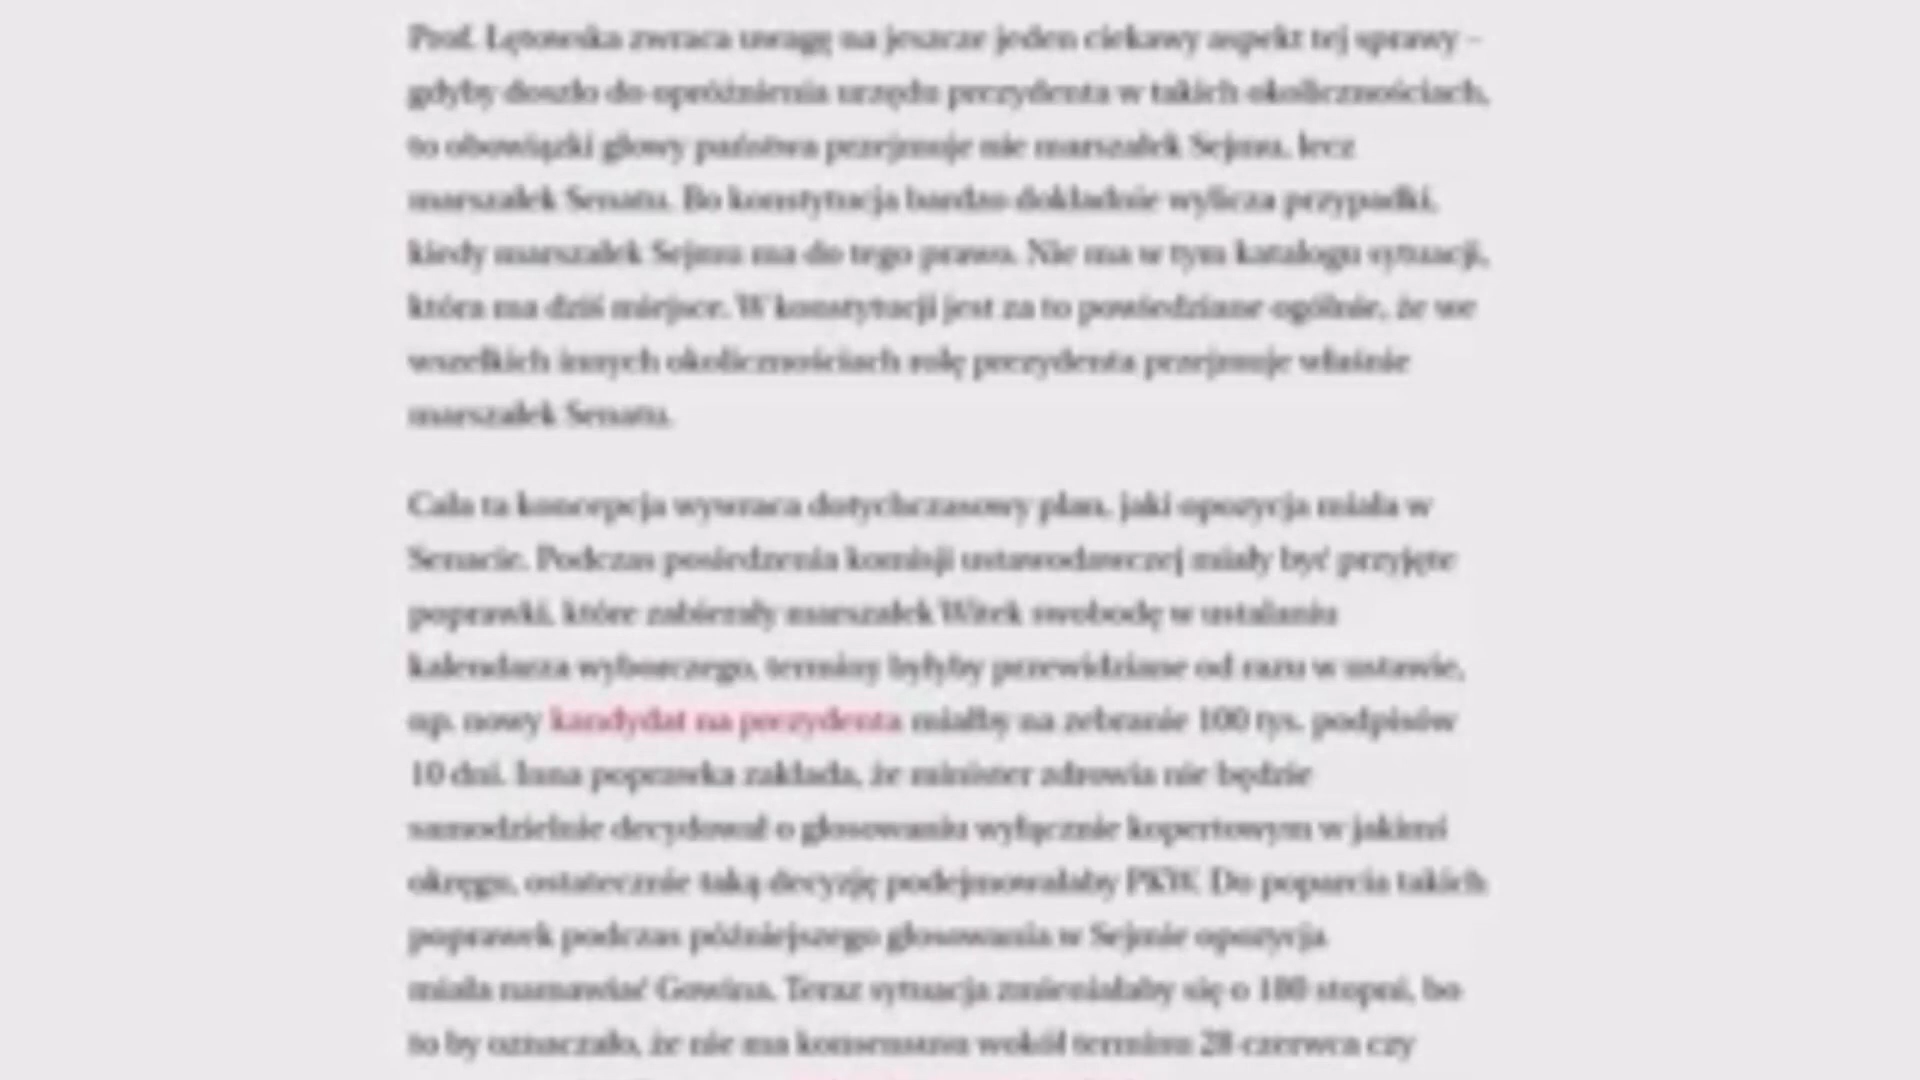 Prof. Łętowska zwraca uwagę na jeszcze jeden ciekawy aspekt tej sprawy –
gdyby doszło do opróżnienia urzędu prezydenta w takich okolicznościach,
to obowiązki głowy państwa przejmuje nie marszałek Sejmu, lecz
marszałek Senatu. Bo konstytucja bardzo dokładnie wylicza przypadki,
kiedy marszałek Sejmu ma do tego prawo. Nie ma w tym katalogu sytuacji,
która ma dziś miejsce. W konstytucji jest za to powiedziane ogólnie, że we
wszelkich innych okolicznościach rolę prezydenta przejmuje właśnie
marszałek Senatu.
Cała ta koncepcja wywraca dotychczasowy plan, jaki opozycja miała w
Senacie. Podczas posiedzenia komisji ustawodawczej miały być przyjęte
poprawki, które zabierały marszałek Witek swobodę w ustalaniu
kalendarza wyborczego, terminy byłyby przewidziane od razu w ustawie,
np. nowy kandydat na prezydenta miałby na zebranie 100 tys. podpisów
10 dni. Inna poprawka zakłada, że minister zdrowia nie będzie
samodzielnie decydował o głosowaniu wyłącznie kopertowym w jakimś
okręgu, ostatecznie taką decyzję podejmowałaby PKW. Do poparcia takich
poprawek podczas późniejszego głosowania w Sejmie opozycja
miała namawiać Gowina. Teraz sytuacja zmieniałaby się o 180 stopni, bo
to by oznaczało, że nie ma konsensusu wokół terminu 28 czerwca czy